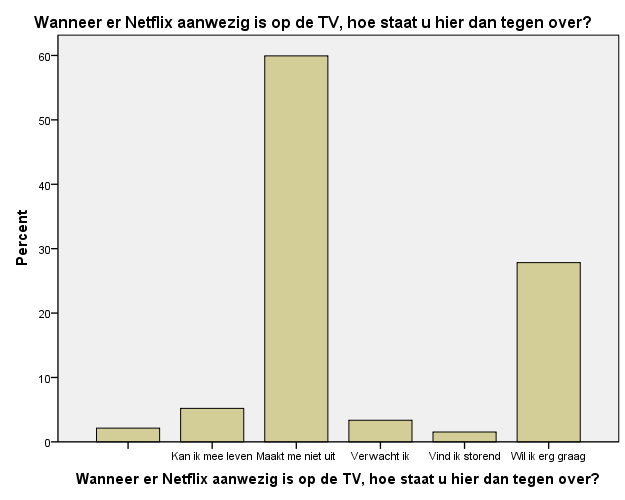 Wanneer er Netflix aanwezig is op de TV, hoe staat u hier dan tegen over?
60
50
40
30
20
10
0
Percent
Kan ik mee leven Maakt me niet uit Verwacht ik Vind ik storend Wil ik erg graag
Wanneer er Netflix aanwezig is op de TV, hoe staat u hier dan tegen over?